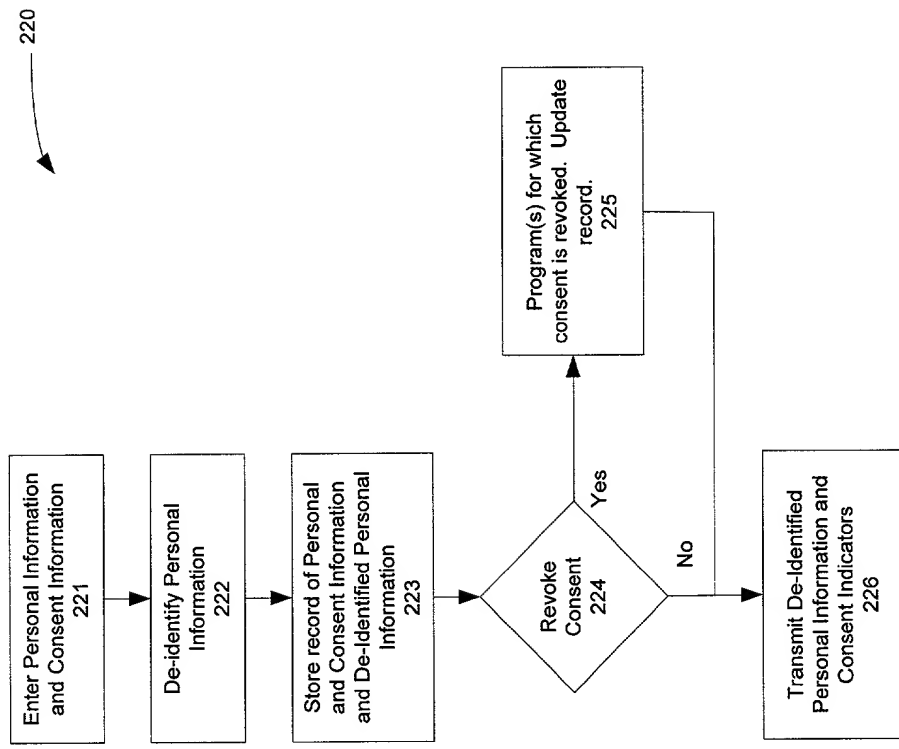 220
Enter Personal Information
and Consent Information
221
De-identify Personal
Information
222
Store record of Personal
and Consent Information
and De-Identified Personal
Information
223
Revoke
Consent
224
Yes
No
Program(s) for which
consent is revoked. Update
record.
225
Transmit De-Identified
Personal Information and
Consent Indicators
226